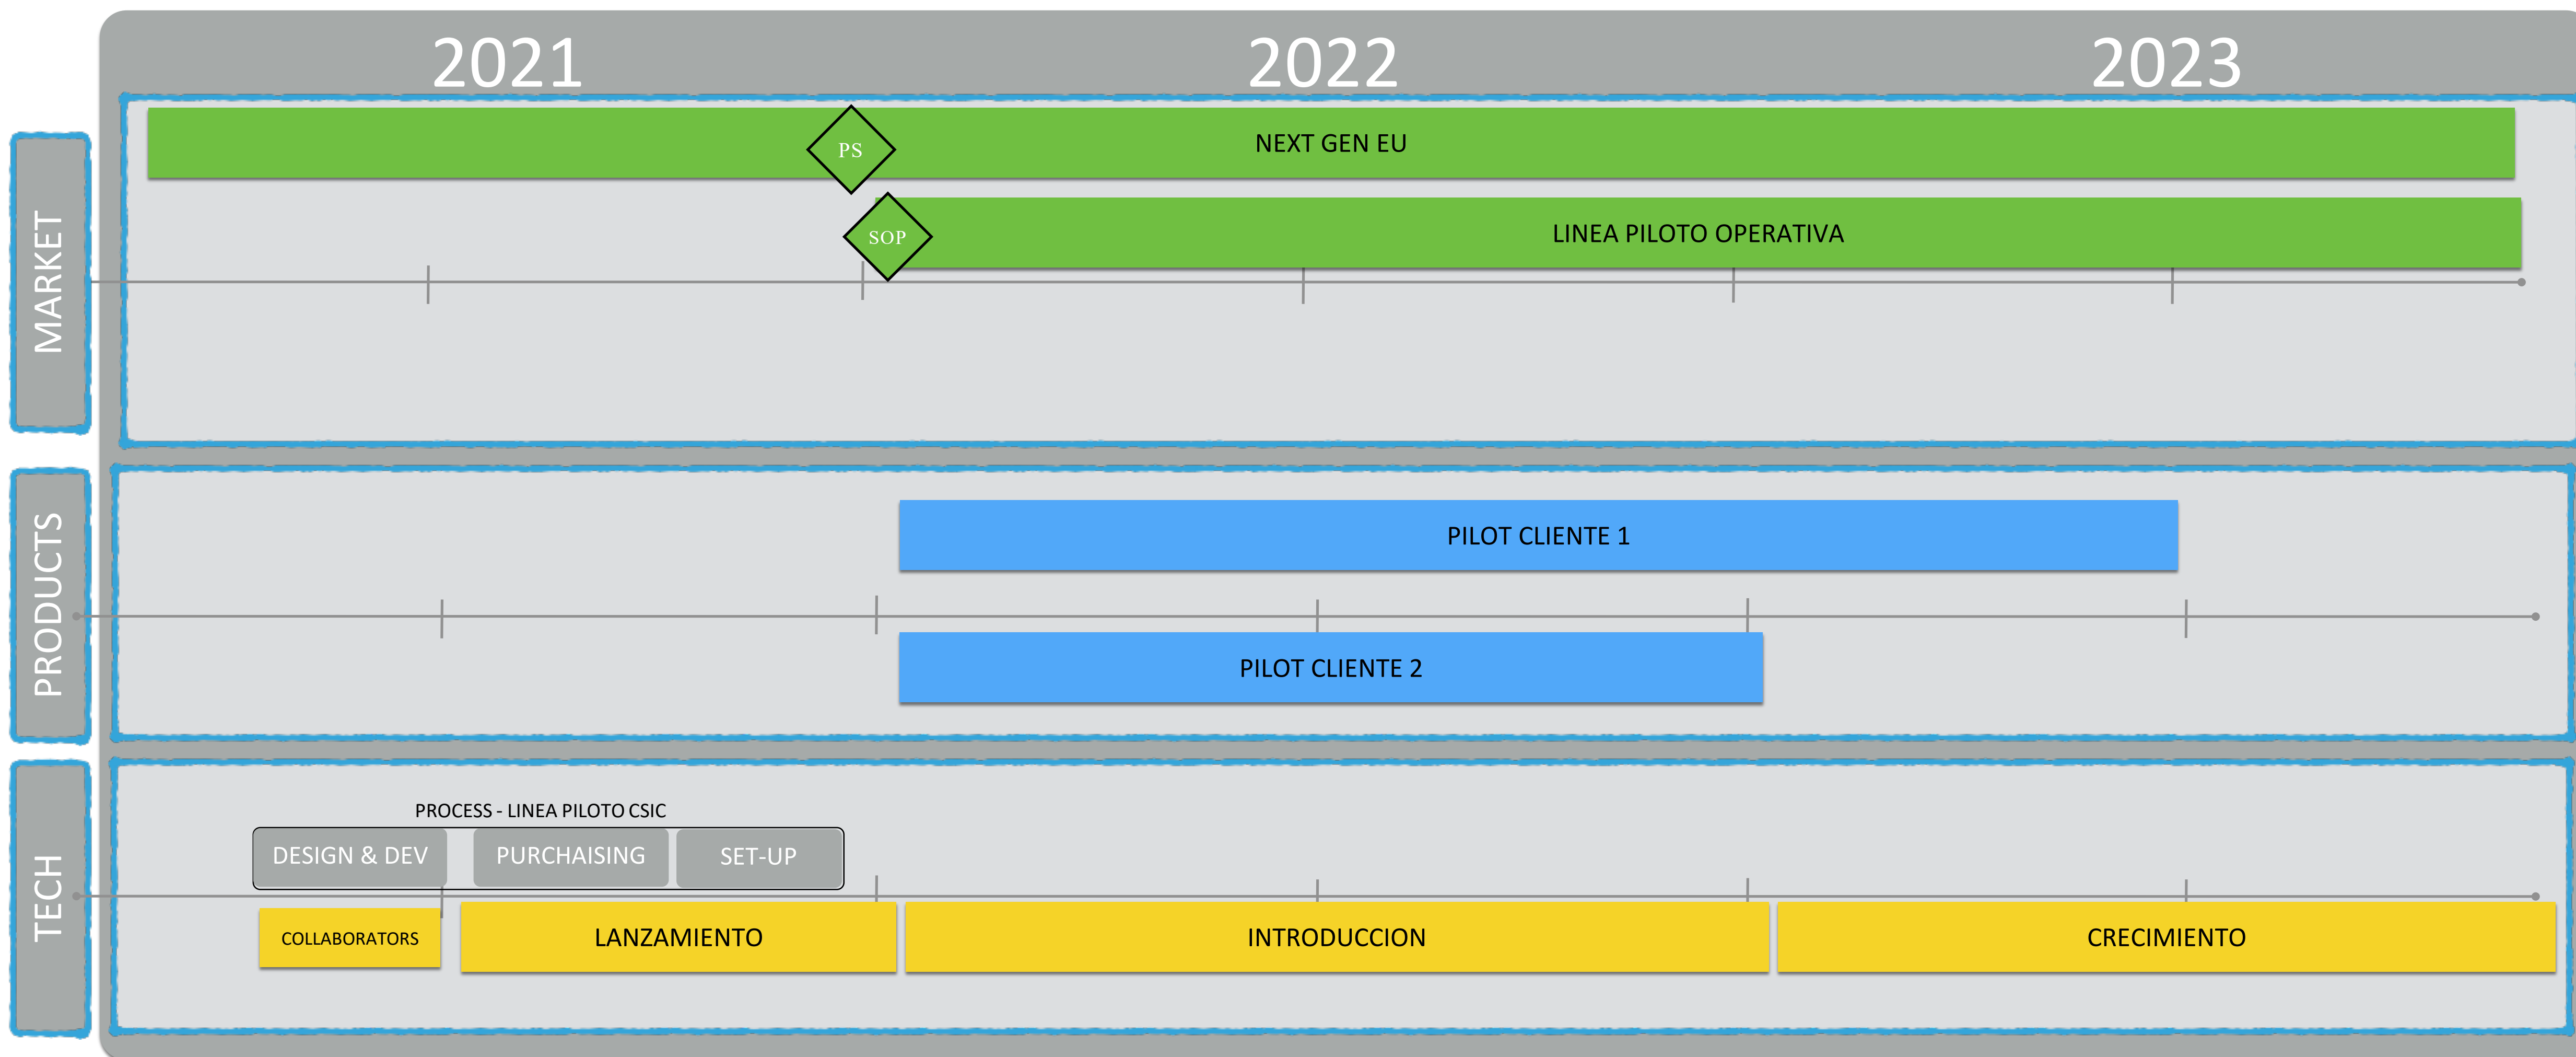 2021
2022
2023
MARKET
NEXT GEN EU
PS
LINEA PILOTO OPERATIVA
SOP
PRODUCTS
PILOT CLIENTE 1
PILOT CLIENTE 2
TECH
PROCESS - LINEA PILOTO CSIC
DESIGN & DEV
PURCHAISING
SET-UP
COLLABORATORS
LANZAMIENTO
INTRODUCCION
CRECIMIENTO